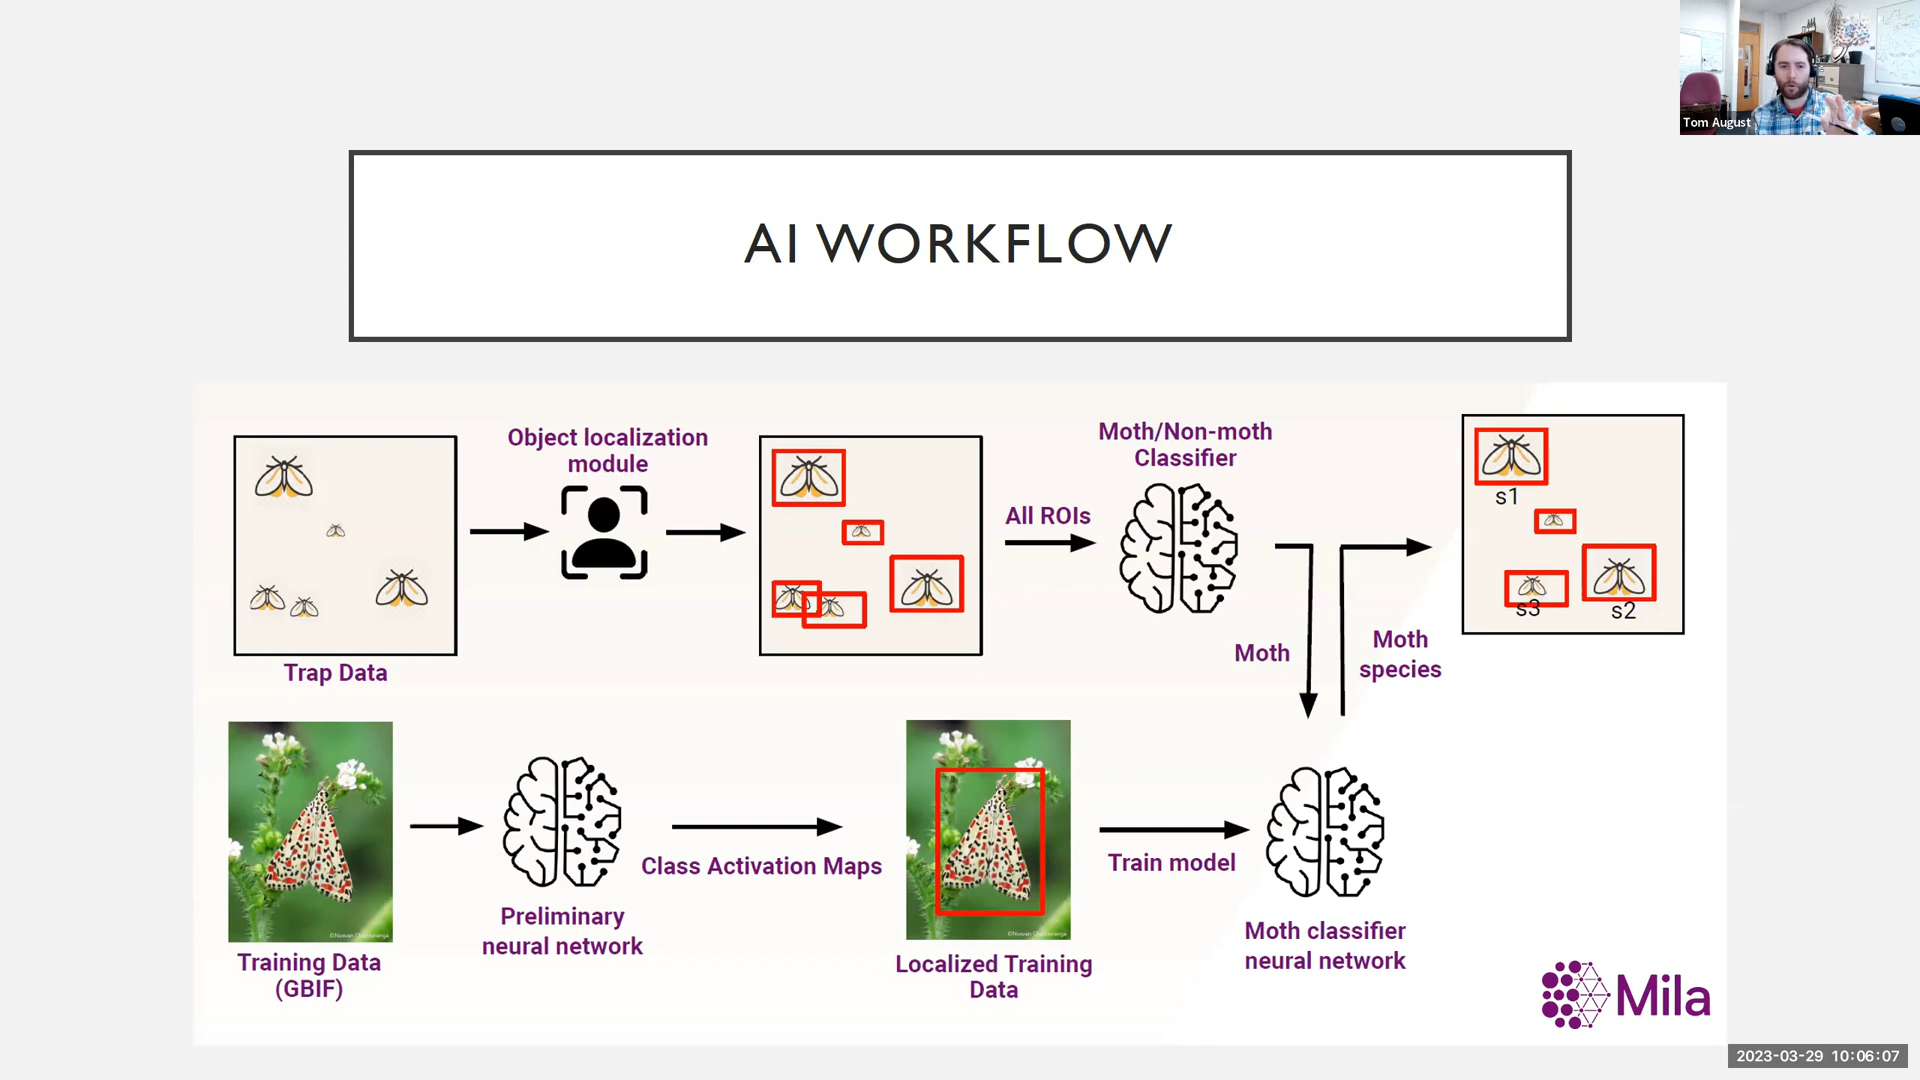 Tom August
AI WORKFLOW
Object localization
module
Moth/Non-moth
Classifier
All ROIs
s1
s3
s2
Trap Data
Moth
Moth
species
Class Activation Maps
Train model
Preliminary
neural network
Training Data
(GBIF)
Localized Training
Data
Moth classifier
neural network
Mila
2023-03-29 10:06:07